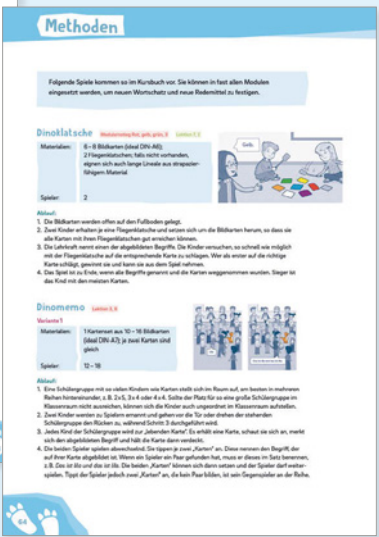 Methoden
Folgende Spiele kommen so im Kursbuch vor. Sie können in fast allen Modulen
eingesetzt werden, um neuen Wortschatz und neue Redemittel zu festigen.
Dinoklatsche
Materialien:
6 – 8 Bildkarten (ideal DIN-A6);
2 Fliegenklatschen; falls nicht vorhanden,
eignen sich auch lange Lineale aus strapazier-
fähigem Material
Spieler:
2
Gelb.
Ablauf:
1. Die Bildkarten werden offen auf den Fußboden gelegt.
2. Zwei Kinder erhalten je eine Fliegenklatsche und setzen sich um die Bildkarten herum, so dass sie
alle Karten mit ihren Fliegenklatschen gut erreichen können.
3. Die Lehrkraft nennt einen der abgebildeten Begriffe. Die Kinder versuchen, so schnell wie möglich
mit der Fliegenklatsche auf die entsprechende Karte zu schlagen. Wer als erster auf die richtige
Karte schlägt, gewinnt sie und kann sie aus dem Spiel nehmen.
4. Das Spiel ist zu Ende, wenn alle Begriffe genannt und die Karten weggenommen wurden. Sieger ist
das Kind mit den meisten Karten.
Dinomemo
Variante 1
Materialien:
1 Kartenset aus 10 – 16 Bildkarten
(ideal DIN-A7); je zwei Karten sind
gleich
Spieler:
12 – 18
Ablauf:
1. Eine Schülergruppe mit so vielen Kindern wie Karten stellt sich im Raum auf, am besten in mehreren
Reihen hintereinander, z. B. 2 x 5, 3 x 4 oder 4 x 4. Sollte der Platz für so eine große Schülergruppe im
Klassenraum nicht ausreichen, können sich die Kinder auch ungeordnet im Klassenraum aufstellen.
2. Zwei Kinder werden zu Spielern ernannt und gehen vor die Tür oder drehen der stehenden
Schülergruppe den Rücken zu, während Schritt 3 durchgeführt wird.
3. Jedes Kind der Schülergruppe wird zur „lebenden Karte". Es erhält eine Karte, schaut sie sich an, merkt
sich den abgebildeten Begriff und hält die Karte dann verdeckt.
4. Die beiden Spieler spielen abwechselnd: Sie tippen je zwei „Karten" an. Diese nennen den Begriff, der
auf ihrer Karte abgebildet ist. Wenn ein Spieler ein Paar gefunden hat, muss er dieses im Satz benennen,
z. B. Das ist lila und das ist lila. Die beiden „Karten" können sich dann setzen und der Spieler darf weiter-
spielen. Tippt der Spieler jedoch zwei „Karten" an, die kein Paar bilden, ist sein Gegenspieler an der Reihe.
64